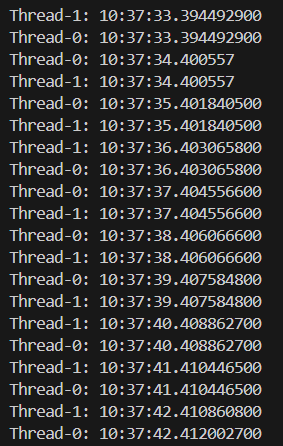 Thread-1: 10:37:33.394492900
Thread-0: 10:37:33.394492900
Thread-1: 10:37:34.400557
Thread-0: 10:37:34.400557
Thread-0: 10:37:35.401840500
Thread-1: 10:37:35.401840500
Thread-1: 10:37:36.403065800
Thread-0: 10:37:36.403065800
Thread-0: 10:37:37.404556600
Thread-1: 10:37:37.404556600
Thread-0: 10:37:38.406066600
Thread-1: 10:37:38.406066600
Thread-0: 10:37:39.407584800
Thread-1: 10:37:39.407584800
Thread-1: 10:37:40.408862700
Thread-0: 10:37:40.408862700
Thread-1: 10:37:41.410446500
Thread-0: 10:37:41.410446500
Thread-1: 10:37:42.410860800
Thread-0: 10:37:42.412002700